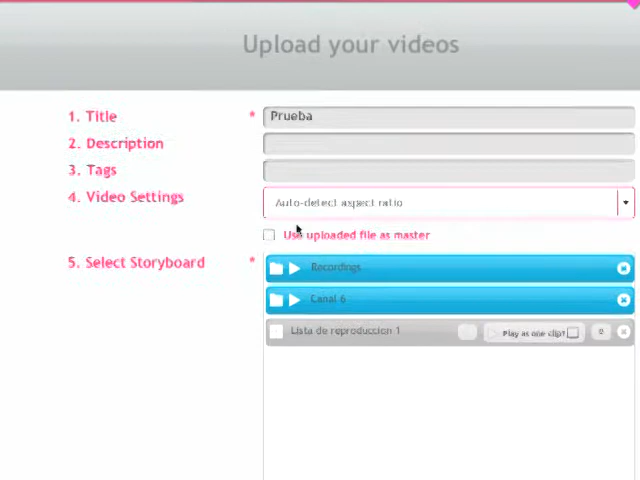 Upload your videos
1. Title * Prueba
2. Description
3. Tags
4. Video Settings Auto-detect aspect ratio
Use uploaded file as master
5. Select Storyboard * Recordings
Canal 6
Lista de reproduccion 1 Play as one clip?